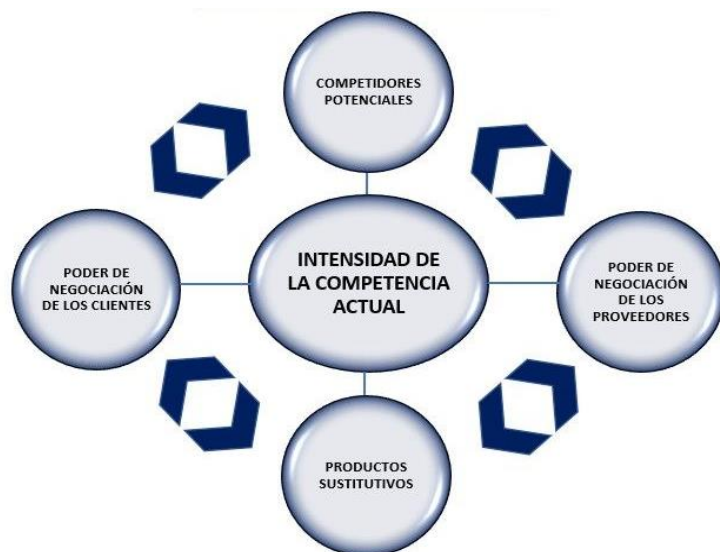 COMPETIDORES
POTENCIALES
PODER DE
NEGOCIACIÓN
DE LOS CLIENTES
INTENSIDAD DE
LA COMPETENCIA
ACTUAL
PODER DE
NEGOCIACIÓN
DE LOS
PROVEEDORES
PRODUCTOS
SUSTITUTIVOS